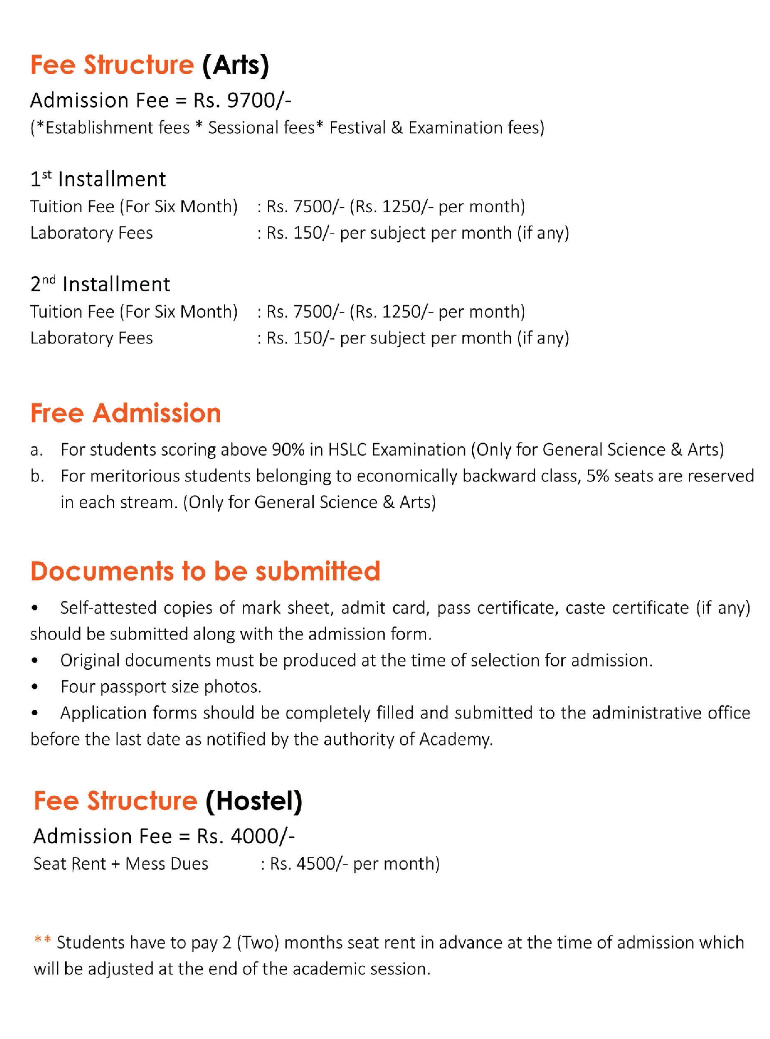 Fee Structure (Arts)
Admission Fee = Rs. 9700/-
(*Establishment fees * Sessional fees* Festival & Examination fees)
1st Installment
Tuition Fee (For Six Month) : Rs. 7500/- (Rs. 1250/- per month)
Laboratory Fees : Rs. 150/- per subject per month (if any)
2nd Installment
Tuition Fee (For Six Month) : Rs. 7500/- (Rs. 1250/- per month)
Laboratory Fees : Rs. 150/- per subject per month (if any)
Free Admission
a. For students scoring above 90% in HSLC Examination (Only for General Science & Arts)
b. For meritorious students belonging to economically backward class, 5% seats are reserved
in each stream. (Only for General Science & Arts)
Documents to be submitted
• Self-attested copies of mark sheet, admit card, pass certificate, caste certificate (if any)
should be submitted along with the admission form.
• Original documents must be produced at the time of selection for admission.
• Four passport size photos.
• Application forms should be completely filled and submitted to the administrative office
before the last date as notified by the authority of Academy.
Fee Structure (Hostel)
Admission Fee = Rs. 4000/-
Seat Rent + Mess Dues : Rs. 4500/- per month)
** Students have to pay 2 (Two) months seat rent in advance at the time of admission which
will be adjusted at the end of the academic session.